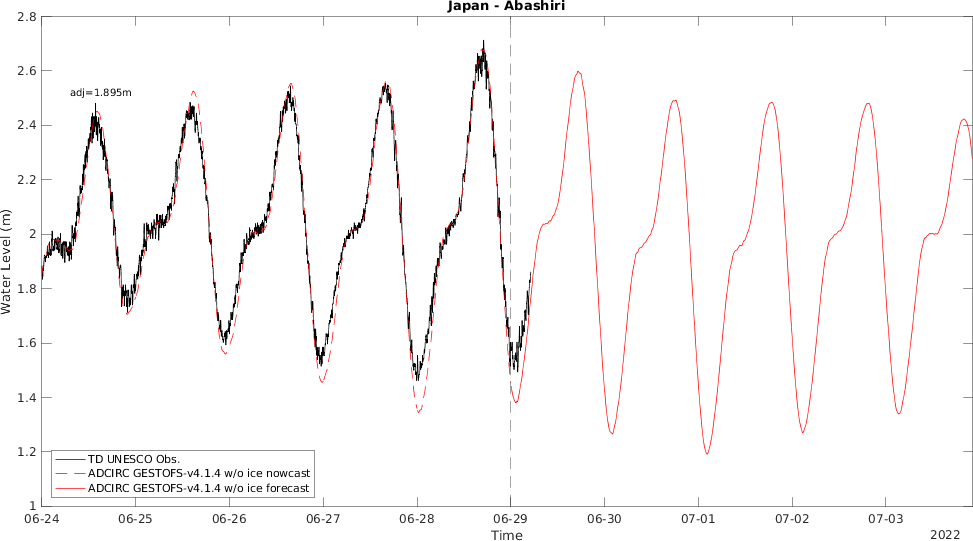 Japan - Abashiri
2.8
2.6
adj=1.895m
2.4
2.2
2
1.8
1.6
1.4
1.2
1
Water Level (m)
TD UNESCO Obs.
ADCIRC GESTOFS-v4.1.4 w/o ice nowcast
ADCIRC GESTOFS-v4.1.4 w/o ice forecast
06-24 06-25 06-26 06-27 06-28 06-29 06-30 07-01 07-02 07-03
Time
2022